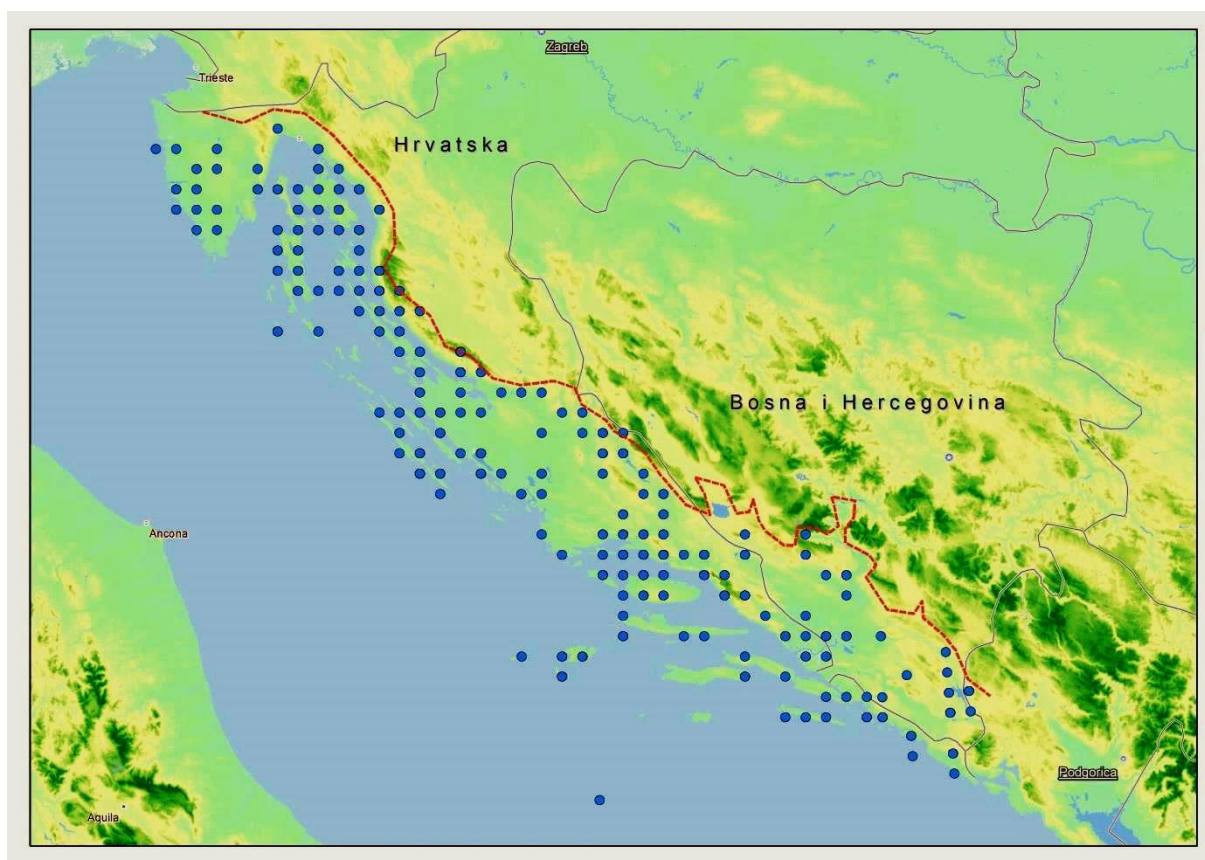 Zagreb
Trieste
Hrvatska
Bosna i Hercegovina
Ancona
Podgorica
Aquila